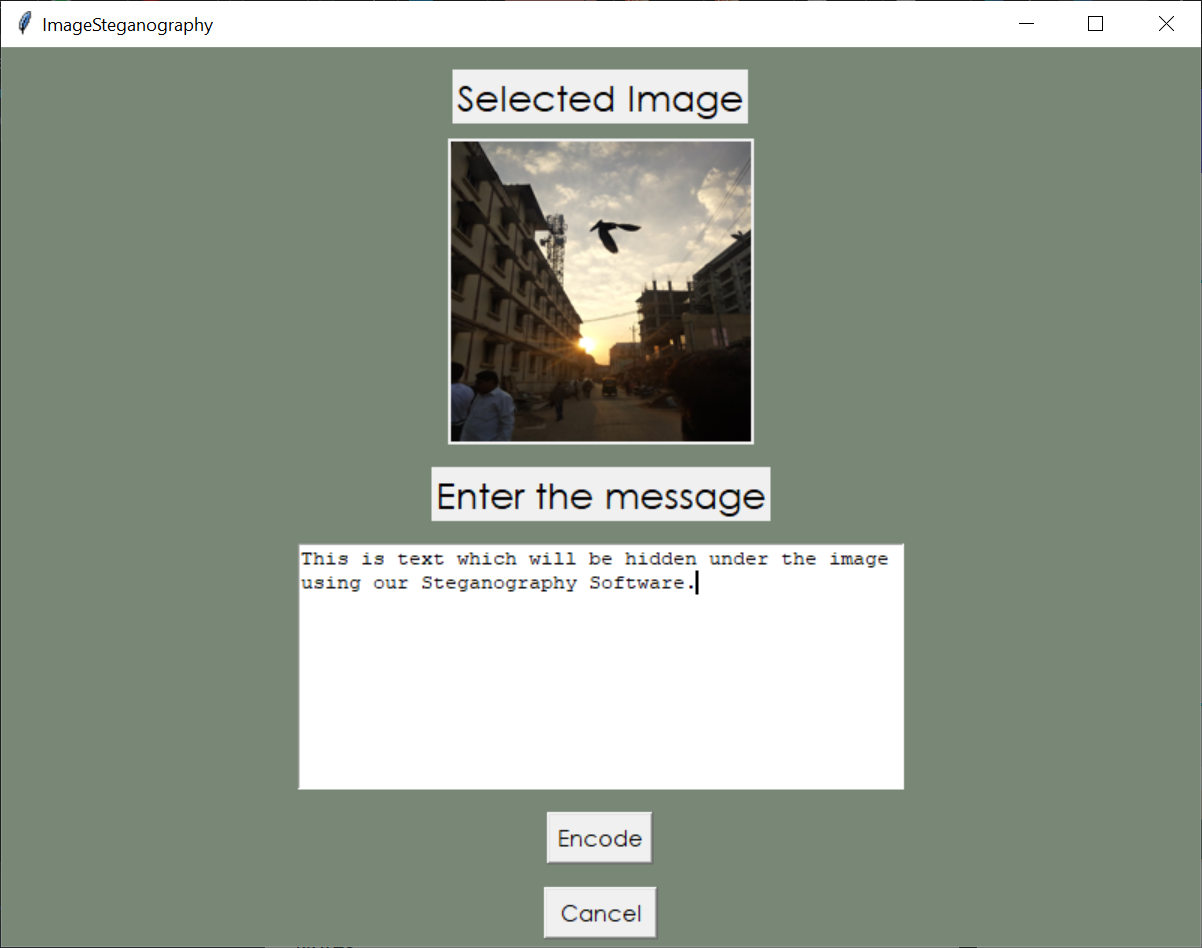 ImageSteganography
Selected Image
Enter the message
This is text which will be hidden under the image
using our Steganography Software.
Encode
Cancel